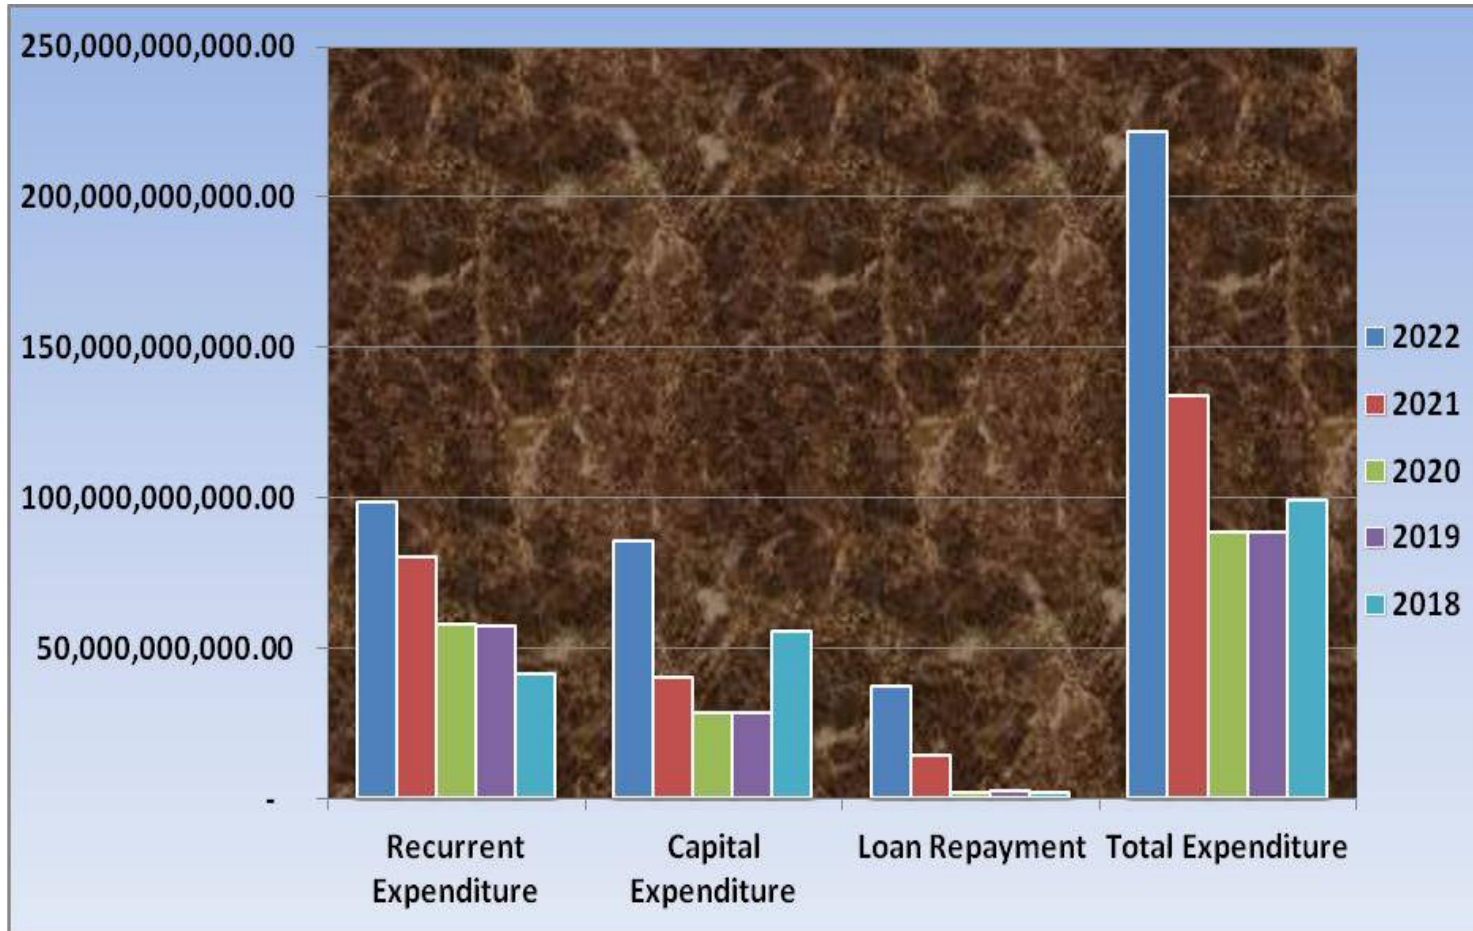 250,000,000,000.00
200,000,000,000.00
150,000,000,000.00
100,000,000,000.00
50,000,000,000.00
-
Recurrent
Expenditure
Capital
Expenditure
Loan Repayment
Total Expenditure
2022
2021
2020
2019
2018